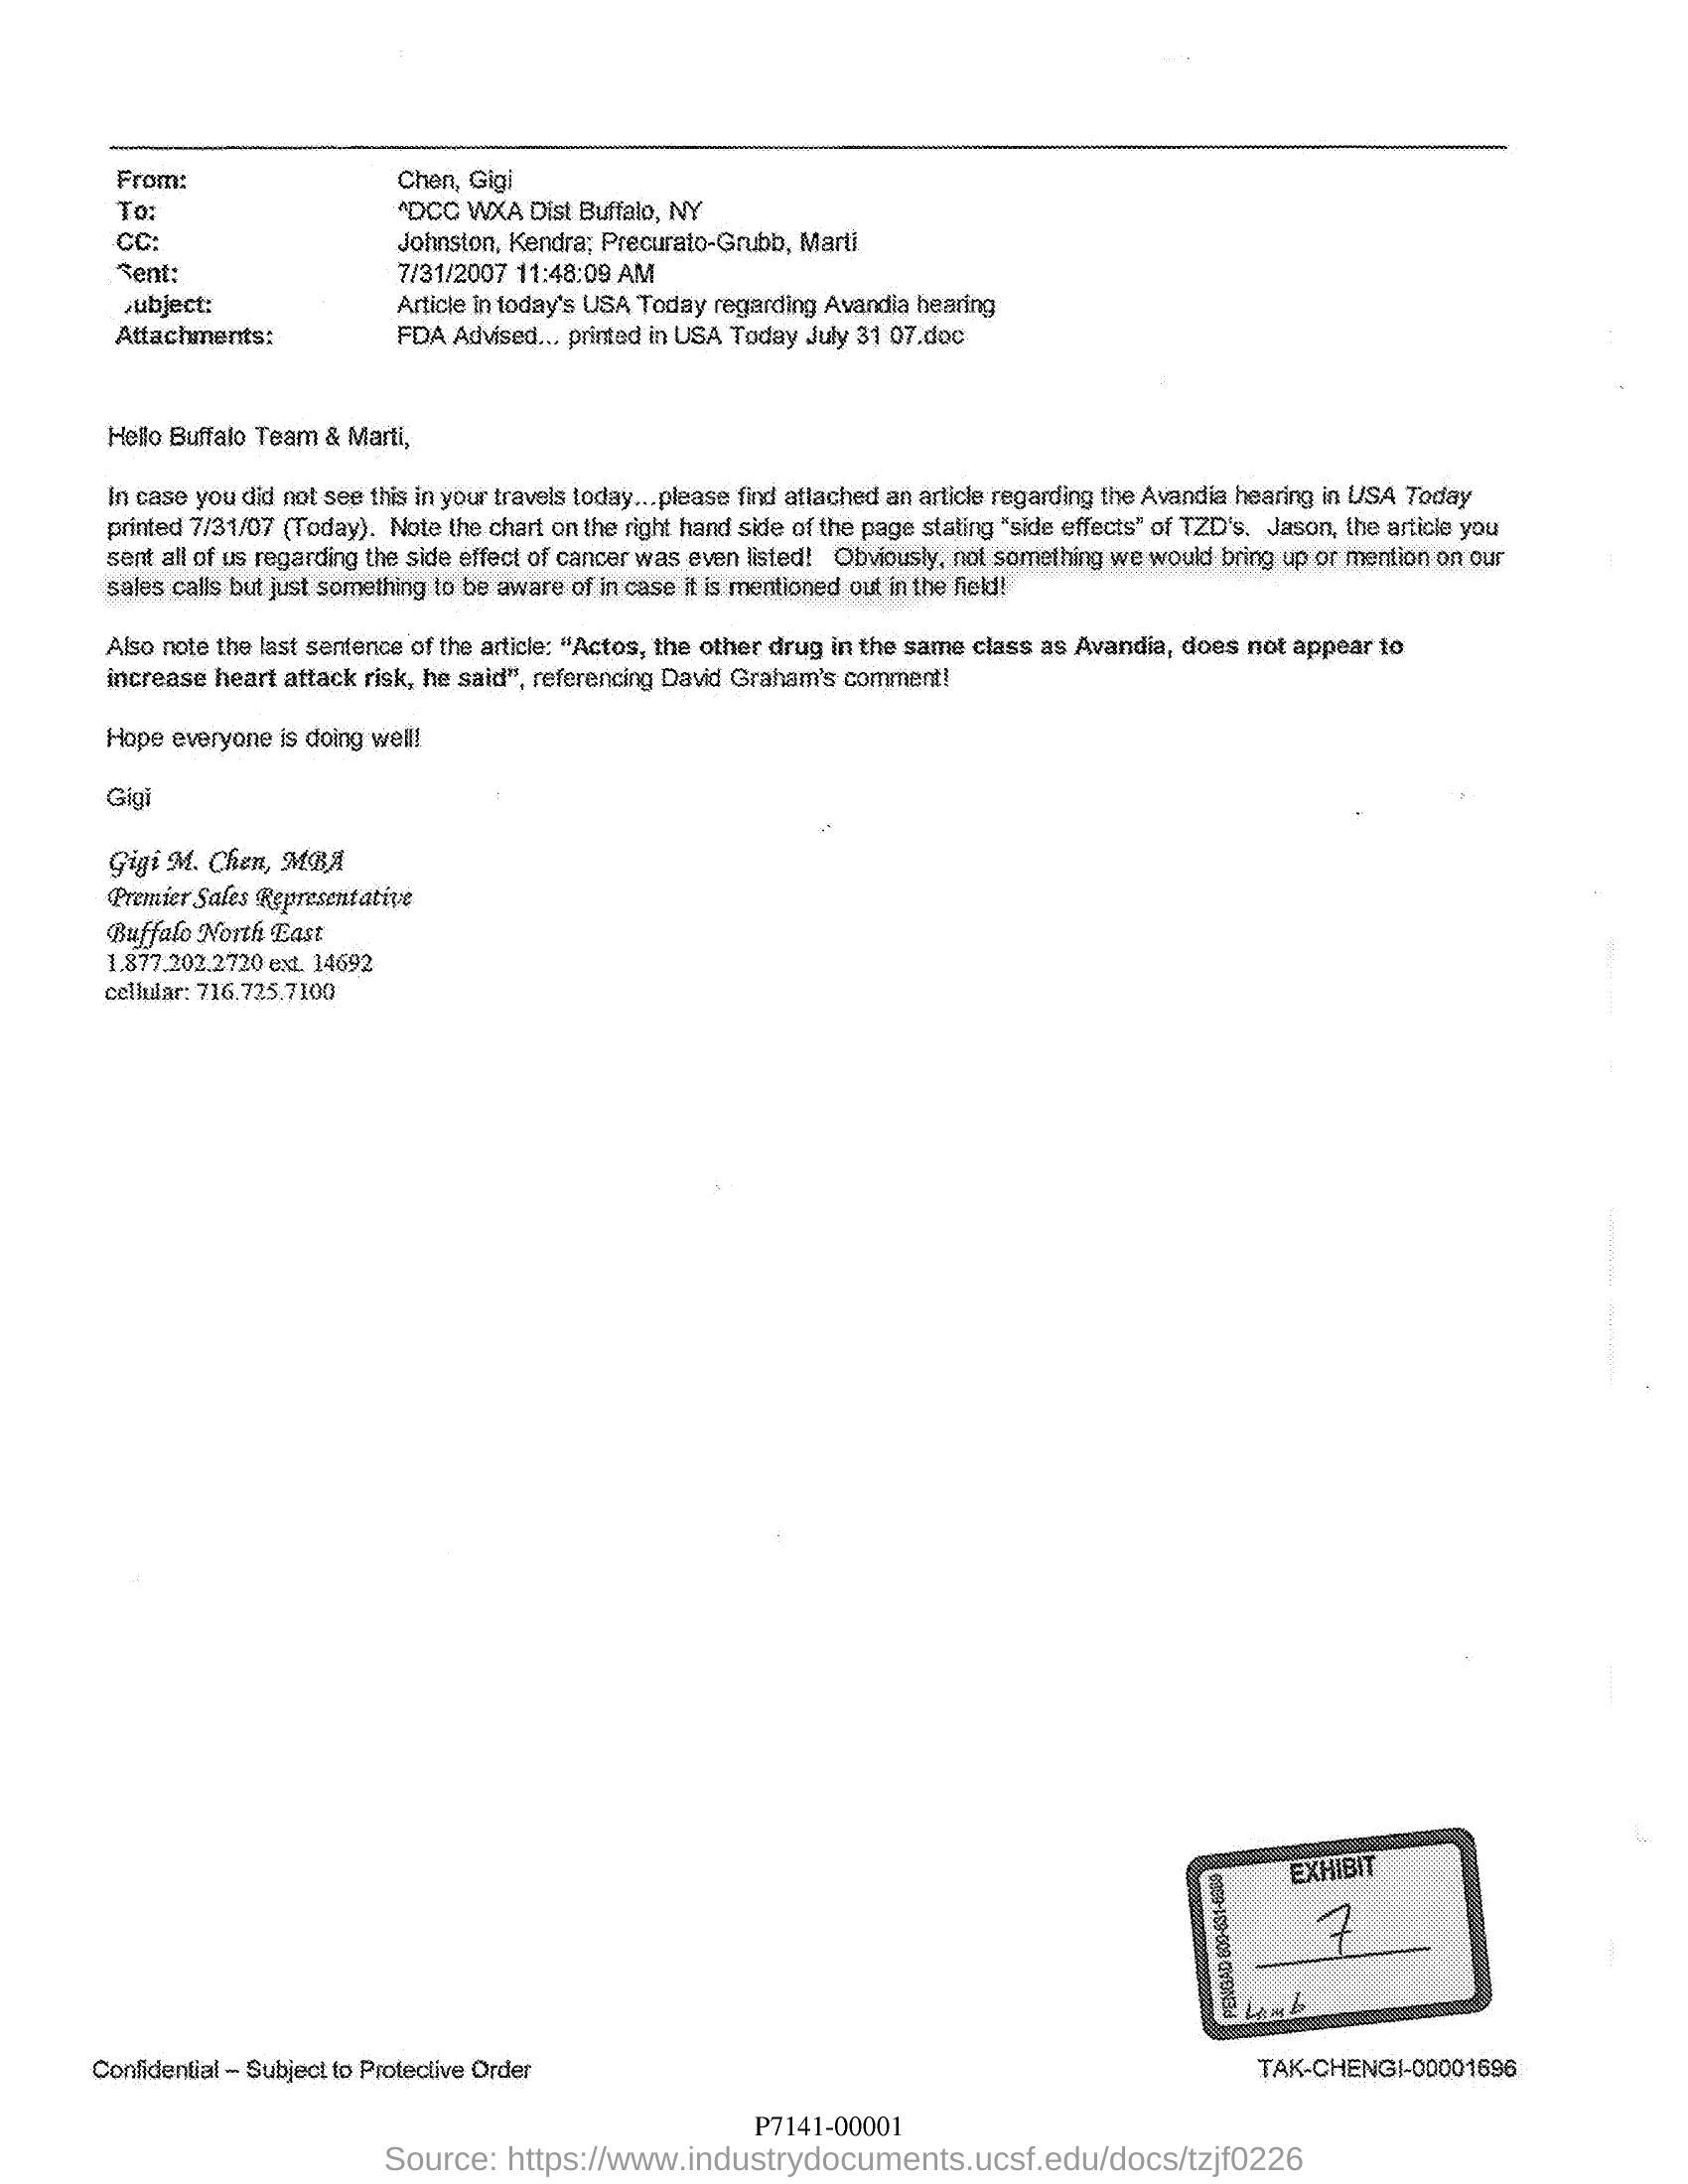 From: Chen, Gigi
To: ^DCC WXA Dist Buffalo, NY
CC: Johnston, Kendra; Precurato-Grubb, Marti
Sent: 7/31/2007 11:48:09 AM
ubject: Article in today's USA Today regarding Avandia hearing
Attachments: FDA Advised... printed in USA Today July 31 07.doc
Hello Buffalo Team & Marti,
In case you did not see this in your travels today...please find attached an article regarding the Avandia hearing in USA Today
printed 7/31/07 (Today). Note the chart on the right hand side of the page stating "side effects" of TZD's. Jason, the article you
sent all of us regarding the side effect of cancer was even listed! Obviously, not something we would bring up or mention on our
sales calls but just something to be aware of in case it is mentioned out in the field!
Also note the last sentence of the article: "Actos, the other drug in the same class as Avandia, does not appear to
increase heart attack risk, he said", referencing David Graham's comment!
Hope everyone is doing well!
Gigi
Gigi M. Chen, MBA
Premier Sales Representative
Buffalo North East
1.877.202.2720 ext. 14692
cellular: 716.725.7100
EXHIBIT
7
PENGAD
Lamb
Confidential – Subject to Protective Order
TAK-CHENGI-00001696
P7141-00001
Source: https://www.industrydocuments.ucsf.edu/docs/tzjf0226